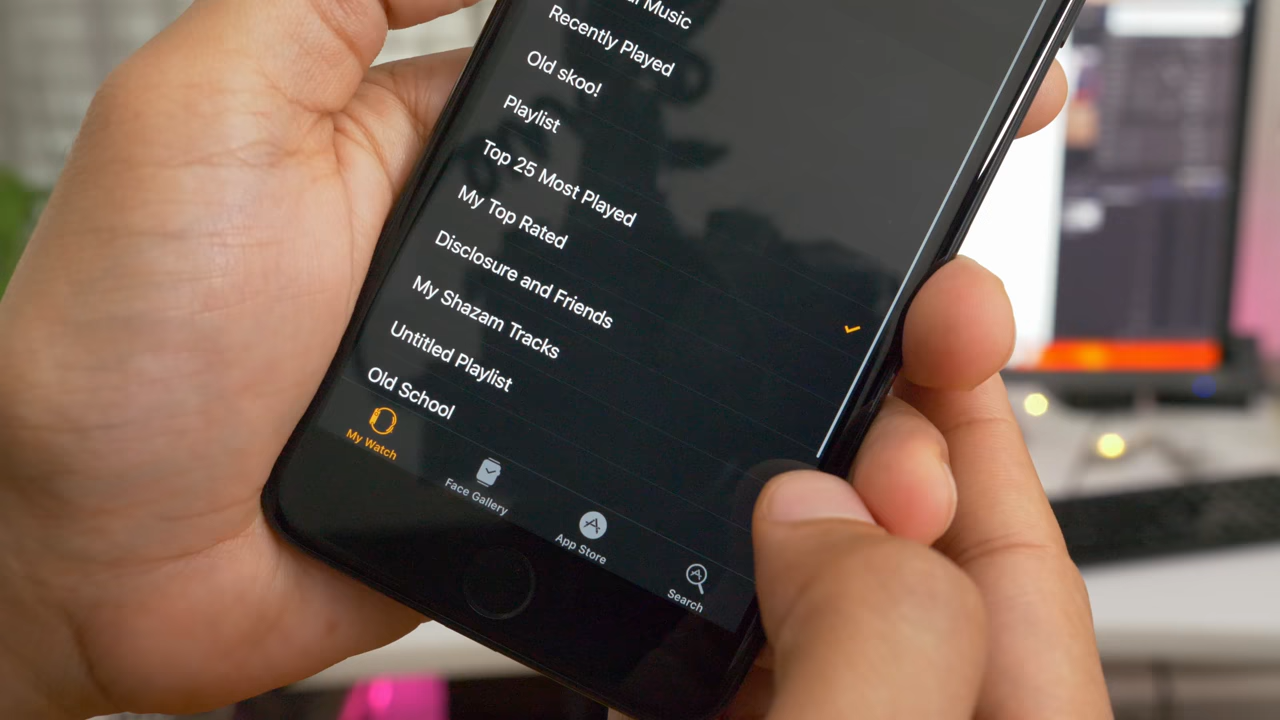 Music
Recently Played
Old skoo!
Playlist
Top 25 Most Played
My Top Rated
Disclosure and Friends
My Shazam Tracks
Untitled Playlist
Old School
My Watch
Face Gallery
App Store
Search